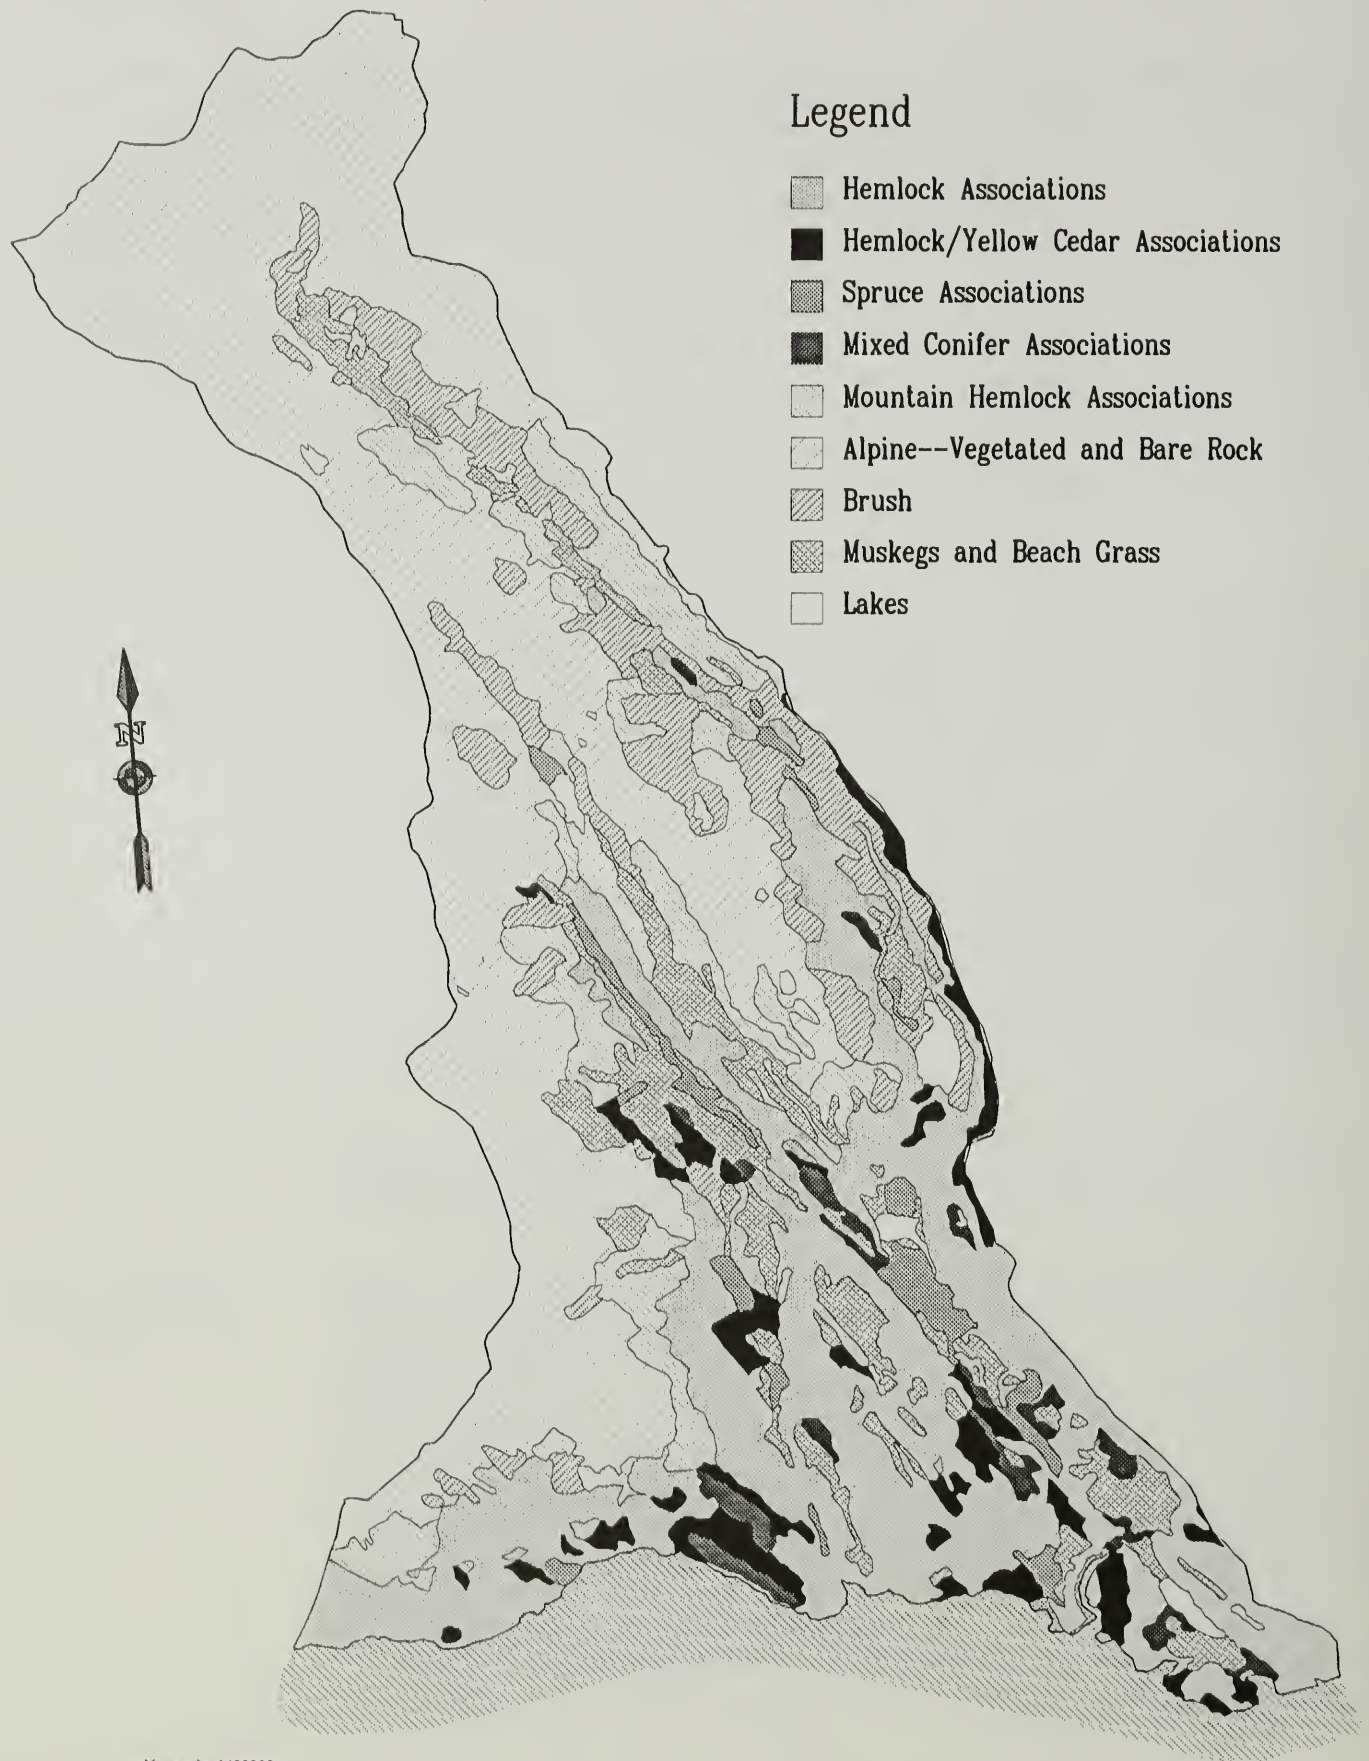 Legend
Hemlock Associations
Hemlock/Yellow Cedar Associations
Spruce Associations
Mixed Conifer Associations
Mountain Hemlock Associations
Alpine--Vegetated and Bare Rock
Brush
Muskegs and Beach Grass
Lakes
N